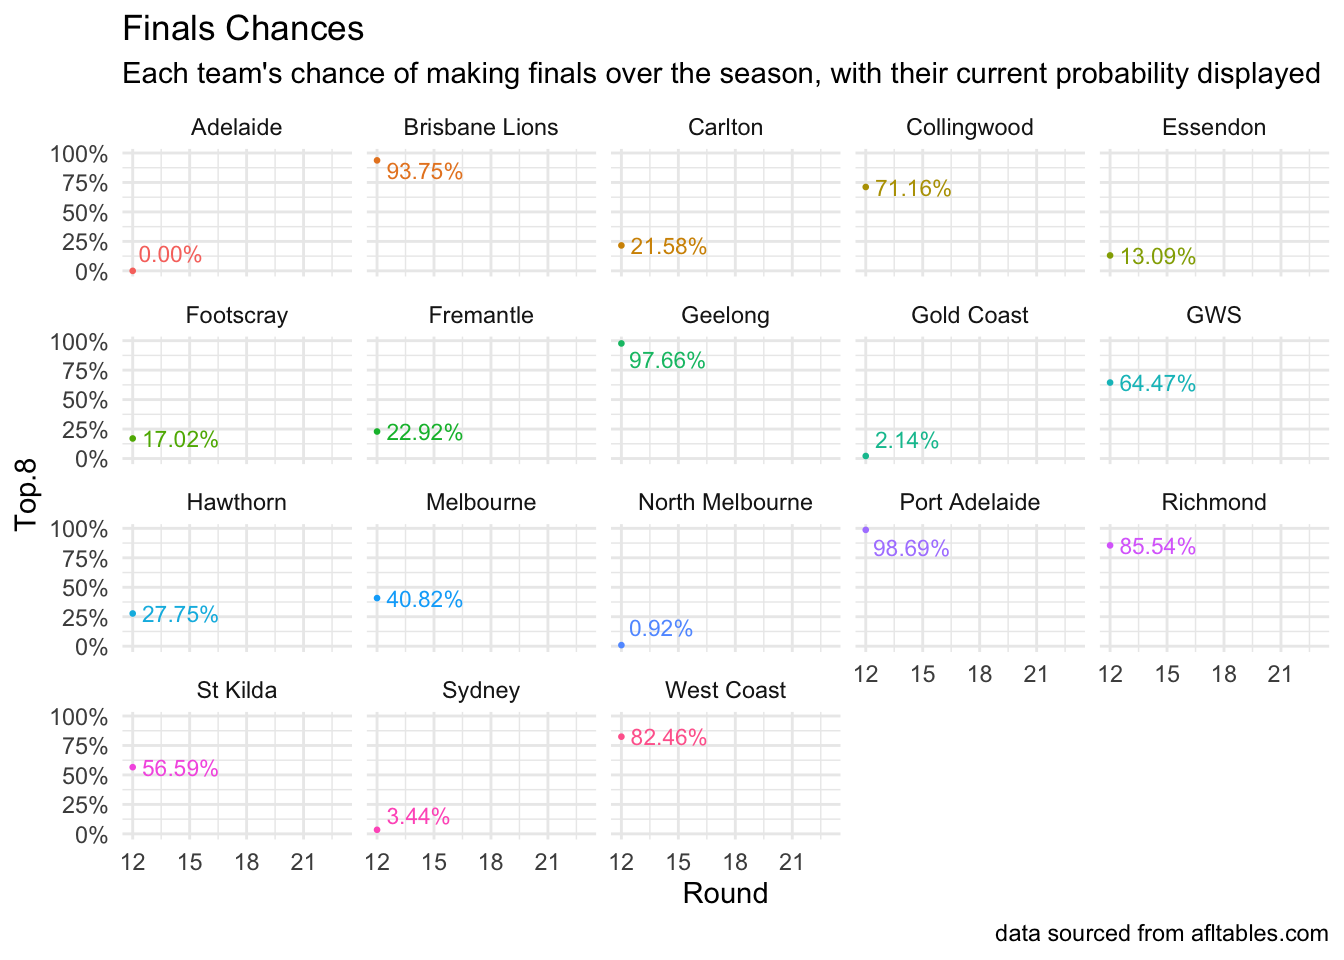 Finals Chances
Each team's chance of making finals over the season, with their current probability displayed
Adelaide Brisbane Lions Carlton Collingwood Essendon
100%
75%
50%
25%
0%
0.00% 93.75% 21.58% 71.16% 13.09%
Footscray Fremantle Geelong Gold Coast GWS
100%
75%
50%
25%
0%
17.02% 22.92% 97.66% 2.14% 64.47%
Top.8
Hawthorn Melbourne North Melbourne Port Adelaide Richmond
100%
75%
50%
25%
0%
27.75% 40.82% 0.92% 98.69% 85.54%
12 15 18 21 12 15 18 21
St Kilda Sydney West Coast
100%
75%
50%
25%
0%
56.59% 3.44% 82.46%
12 15 18 21 12 15 18 21 12 15 18 21
Round
data sourced from afltables.com